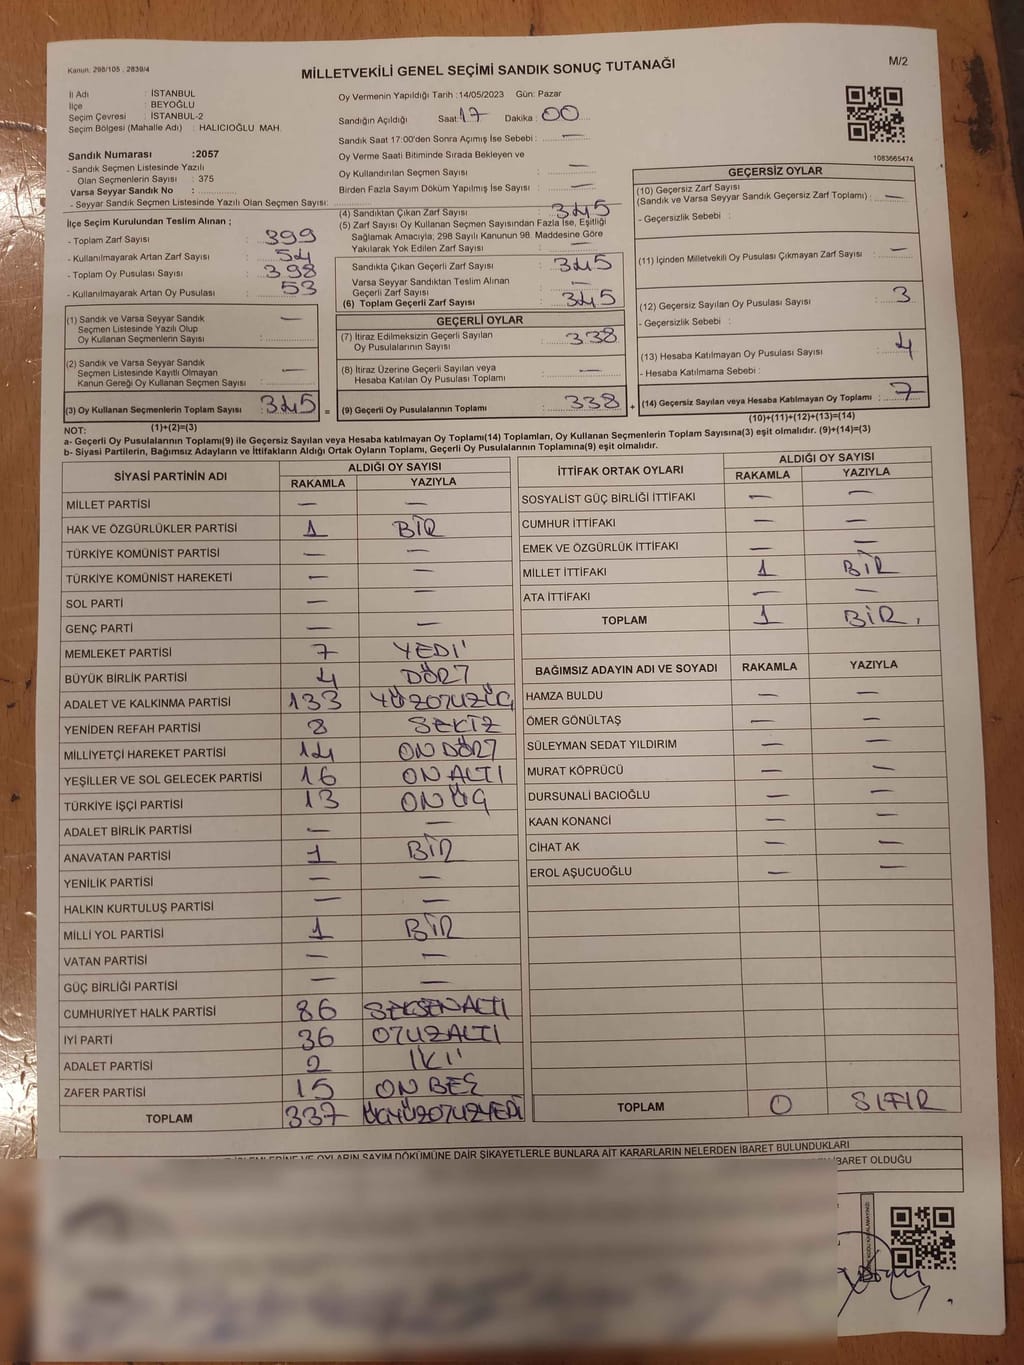 Kanun: 298/105 , 2839/4
MİLLETVEKİLİ GENEL SEÇİMİ SANDIK SONUÇ TUTANAĞI
M/2
İl Adı : İSTANBUL
İlçe : BEYOĞLU
Seçim Çevresi : İSTANBUL-2
Seçim Bölgesi (Mahalle Adı) : HALICIOĞLU MAH.
Sandık Numarası :2057
- Sandık Seçmen Listesinde Yazılı
Olan Seçmenlerin Sayısı : 375
Varsa Seyyar Sandık No :
- Seyyar Sandık Seçmen Listesinde Yazılı Olan Seçmen Sayısı:
Oy Vermenin Yapıldığı Tarih :14/05/2023 Gün: Pazar
Sandığın Açıldığı Saat:17 Dakika : 00
Sandık Saat 17:00'den Sonra Açımış İse Sebebi : —
Oy Verme Saati Bitiminde Sırada Bekleyen ve
Oy Kullandırılan Seçmen Sayısı : —
Birden Fazla Sayım Döküm Yapılmış İse Sayısı : —
1083665474
İlçe Seçim Kurulundan Teslim Alınan ;
- Toplam Zarf Sayısı : 399
- Kullanılmayarak Artan Zarf Sayısı : 54
- Toplam Oy Pusulası Sayısı : 398
- Kullanılmayarak Artan Oy Pusulası : 53
(1) Sandık ve Varsa Seyyar Sandık
Seçmen Listesinde Yazılı Olup
Oy Kullanan Seçmenlerin Sayısı : —
(2) Sandık ve Varsa Seyyar Sandık
Seçmen Listesinde Kayıtlı Olmayan
Kanun Gereği Oy Kullanan Seçmen Sayısı : —
(3) Oy Kullanan Seçmenlerin Toplam Sayısı : 345
(1)+(2)=(3)
(4) Sandıktan Çıkan Zarf Sayısı : 345
(5) Zarf Sayısı Oy Kullanan Seçmen Sayısından Fazla İse, Eşitliği
Sağlamak Amacıyla; 298 Sayılı Kanunun 98. Maddesine Göre
Yakılarak Yok Edilen Zarf Sayısı : —
Sandıkta Çıkan Geçerli Zarf Sayısı : 345
Varsa Seyyar Sandıktan Teslim Alınan
Geçerli Zarf Sayısı : —
(6) Toplam Geçerli Zarf Sayısı : 345
GEÇERLİ OYLAR
(7) İtiraz Edilmeksizin Geçerli Sayılan
Oy Pusulalarının Sayısı : 338
(8) İtiraz Üzerine Geçerli Sayılan veya
Hesaba Katılan Oy Pusulası Toplamı : —
= (9) Geçerli Oy Pusulalarının Toplamı : 338
GEÇERSİZ OYLAR
(10) Geçersiz Zarf Sayısı
(Sandık ve Varsa Seyyar Sandık Geçersiz Zarf Toplamı) : —
- Geçersizlik Sebebi :
(11) İçinden Milletvekili Oy Pusulası Çıkmayan Zarf Sayısı : —
(12) Geçersiz Sayılan Oy Pusulası Sayısı : 3
- Geçersizlik Sebebi :
(13) Hesaba Katılmayan Oy Pusulası Sayısı : 4
- Hesaba Katılmama Sebebi :
+ (14) Geçersiz Sayılan veya Hesaba Katılmayan Oy Toplamı : 7
(10)+(11)+(12)+(13)=(14)
NOT:
a- Geçerli Oy Pusulalarının Toplamı(9) ile Geçersiz Sayılan veya Hesaba katılmayan Oy Toplamı(14) Toplamları, Oy Kullanan Seçmenlerin Toplam Sayısına(3) eşit olmalıdır. (9)+(14)=(3)
b- Siyasi Partilerin, Bağımsız Adayların ve İttifakların Aldığı Oy Sayıları Toplamı, Geçerli Oy Pusulalarının Toplamına(9) eşit olmalıdır.
SİYASİ PARTİNİN ADI ALDIĞI OY SAYISI
RAKAMLA YAZIYLA
MİLLET PARTİSİ — —
HAK VE ÖZGÜRLÜKLER PARTİSİ 1 BİR
TÜRKİYE KOMÜNİST PARTİSİ — —
TÜRKİYE KOMÜNİST HAREKETİ — —
SOL PARTİ — —
GENÇ PARTİ — —
MEMLEKET PARTİSİ 7 YEDİ
BÜYÜK BİRLİK PARTİSİ 4 DÖRT
ADALET VE KALKINMA PARTİSİ 133 YÜZOTUZÜÇ
YENİDEN REFAH PARTİSİ 8 SEKİZ
MİLLİYETÇİ HAREKET PARTİSİ 14 ON DÖRT
YEŞİLLER VE SOL GELECEK PARTİSİ 16 ON ALTI
TÜRKİYE İŞÇİ PARTİSİ 13 ON ÜÇ
ADALET BİRLİK PARTİSİ — —
ANAVATAN PARTİSİ 1 BİR
YENİLİK PARTİSİ — —
HALKIN KURTULUŞ PARTİSİ — —
MİLLİ YOL PARTİSİ 1 BİR
VATAN PARTİSİ — —
GÜÇ BİRLİĞİ PARTİSİ — —
CUMHURİYET HALK PARTİSİ 86 SEKSENALTI
İYİ PARTİ 36 OTUZALTI
ADALET PARTİSİ 2 İKİ
ZAFER PARTİSİ 15 ON BEŞ
TOPLAM 337 ÜÇYÜZOTUZYEDİ
İTTİFAK ORTAK OYLARI ALDIĞI OY SAYISI
RAKAMLA YAZIYLA
SOSYALİST GÜÇ BİRLİĞİ İTTİFAKI — —
CUMHUR İTTİFAKI — —
EMEK VE ÖZGÜRLÜK İTTİFAKI — —
MİLLET İTTİFAKI 1 BİR
ATA İTTİFAKI — —
TOPLAM 1 BİR
BAĞIMSIZ ADAYIN ADI VE SOYADI RAKAMLA YAZIYLA
HAMZA BULDU — —
ÖMER GÖNÜLTAŞ — —
SÜLEYMAN SEDAT YILDIRIM — —
MURAT KÖPRÜCÜ — —
DURSUNALİ BACIOĞLU — —
KAAN KONANCİ — —
CİHAT AK — —
EROL AŞUCUOĞLU — —
TOPLAM 0 SIFIR
VE OYLARIN SAYIM DÖKÜMÜNE DAİR ŞİKAYETLERLE BUNLARA AİT KARARLARIN NELERDEN İBARET BULUNDUKLARI
İBARET OLDUĞU